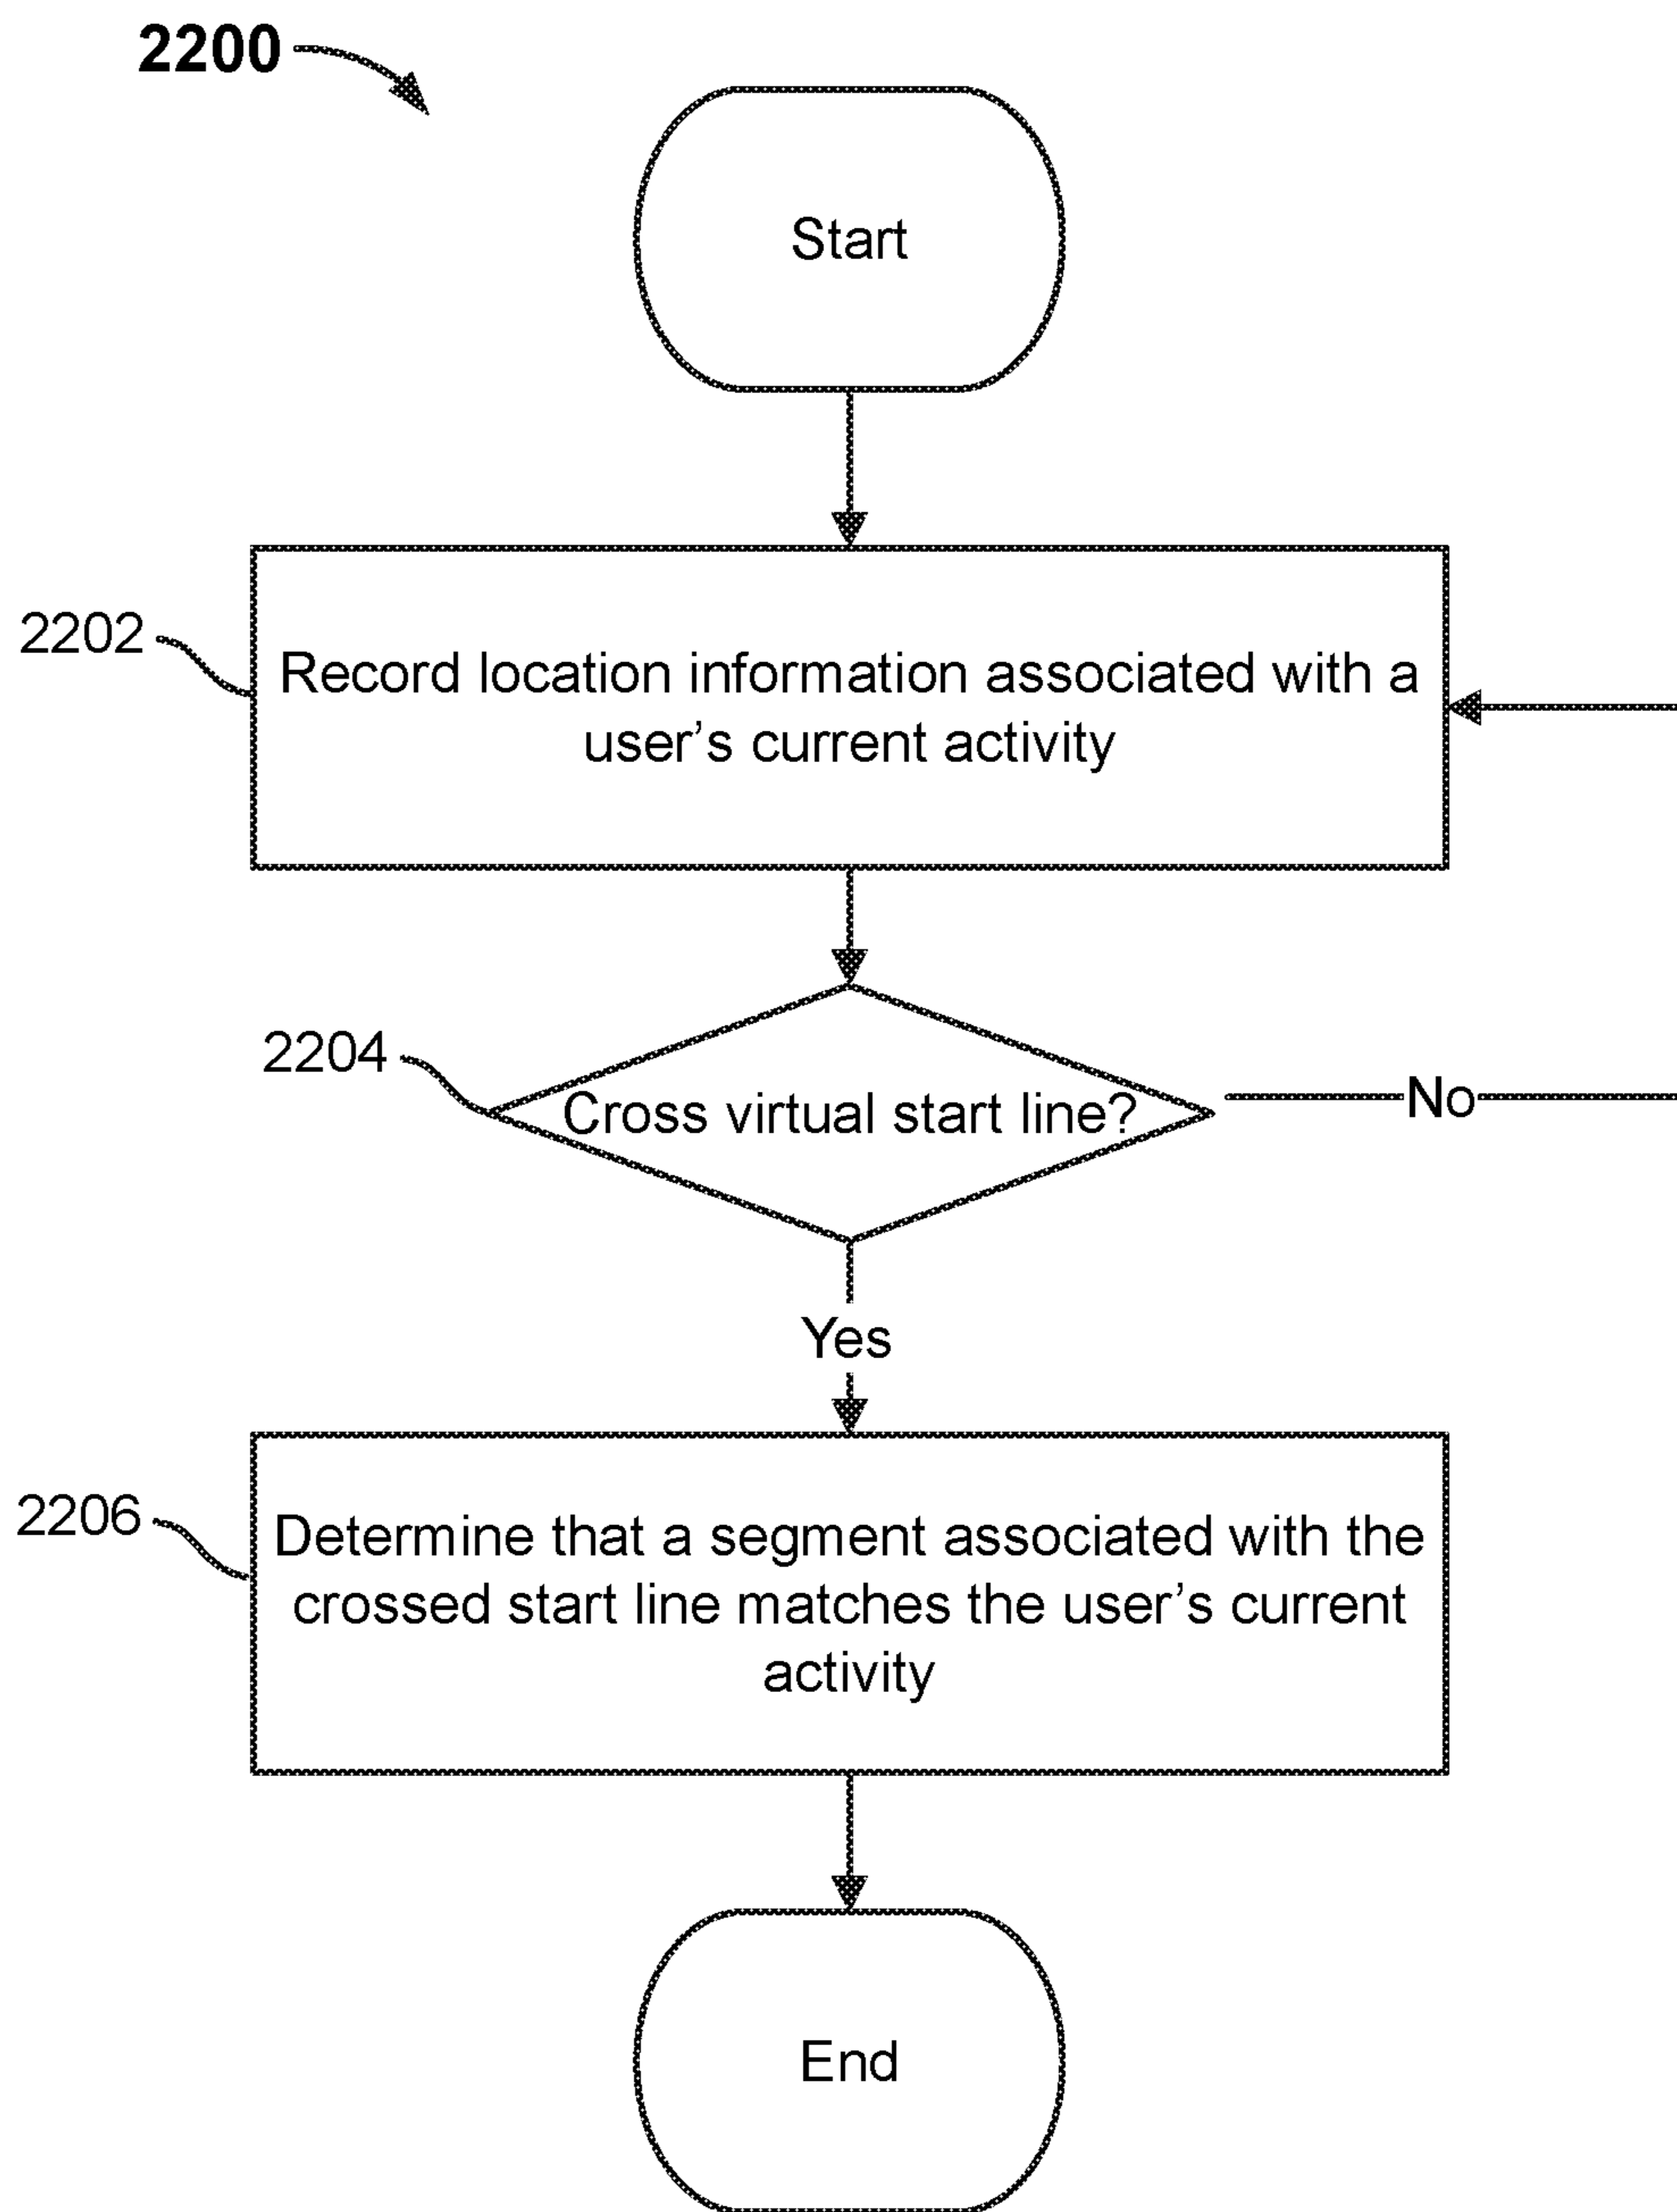 2200
Start
2202
Record location information associated with a
user’s current activity
2204
Cross virtual start line?
No
Yes
2206
Determine that a segment associated with the
crossed start line matches the user’s current
activity
End